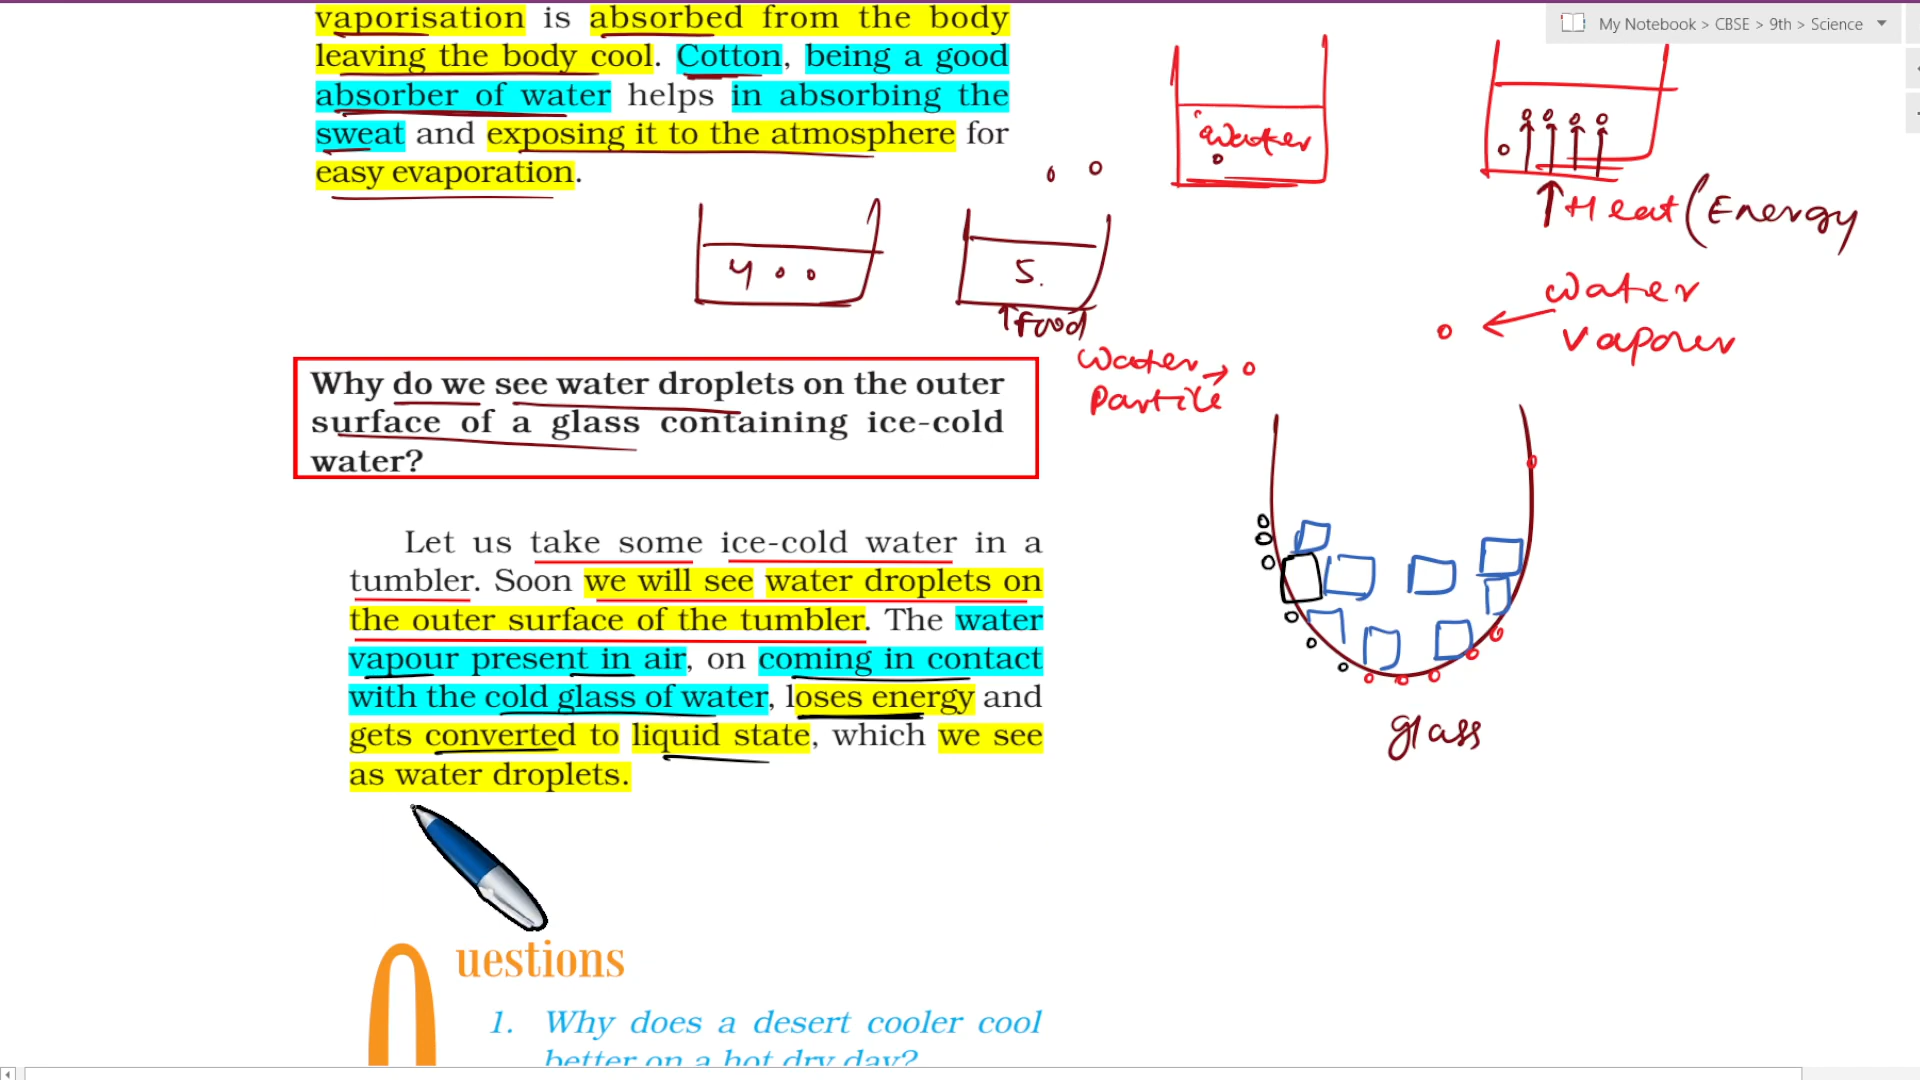 My Notebook > CBSE > 9th > Science
vaporisation is absorbed from the body
leaving the body cool. Cotton, being a good
absorber of water helps in absorbing the
sweat and exposing it to the atmosphere for
easy evaporation.
water
Heat (Energy
4
5.
Food
water
vapour
water
Particle
Why do we see water droplets on the outer
surface of a glass containing ice-cold
water?
Let us take some ice-cold water in a
tumbler. Soon we will see water droplets on
the outer surface of the tumbler. The water
vapour present in air, on coming in contact
with the cold glass of water, loses energy and
gets converted to liquid state, which we see
as water droplets.
glass
Questions
1. Why does a desert cooler cool
better on a hot dry day?